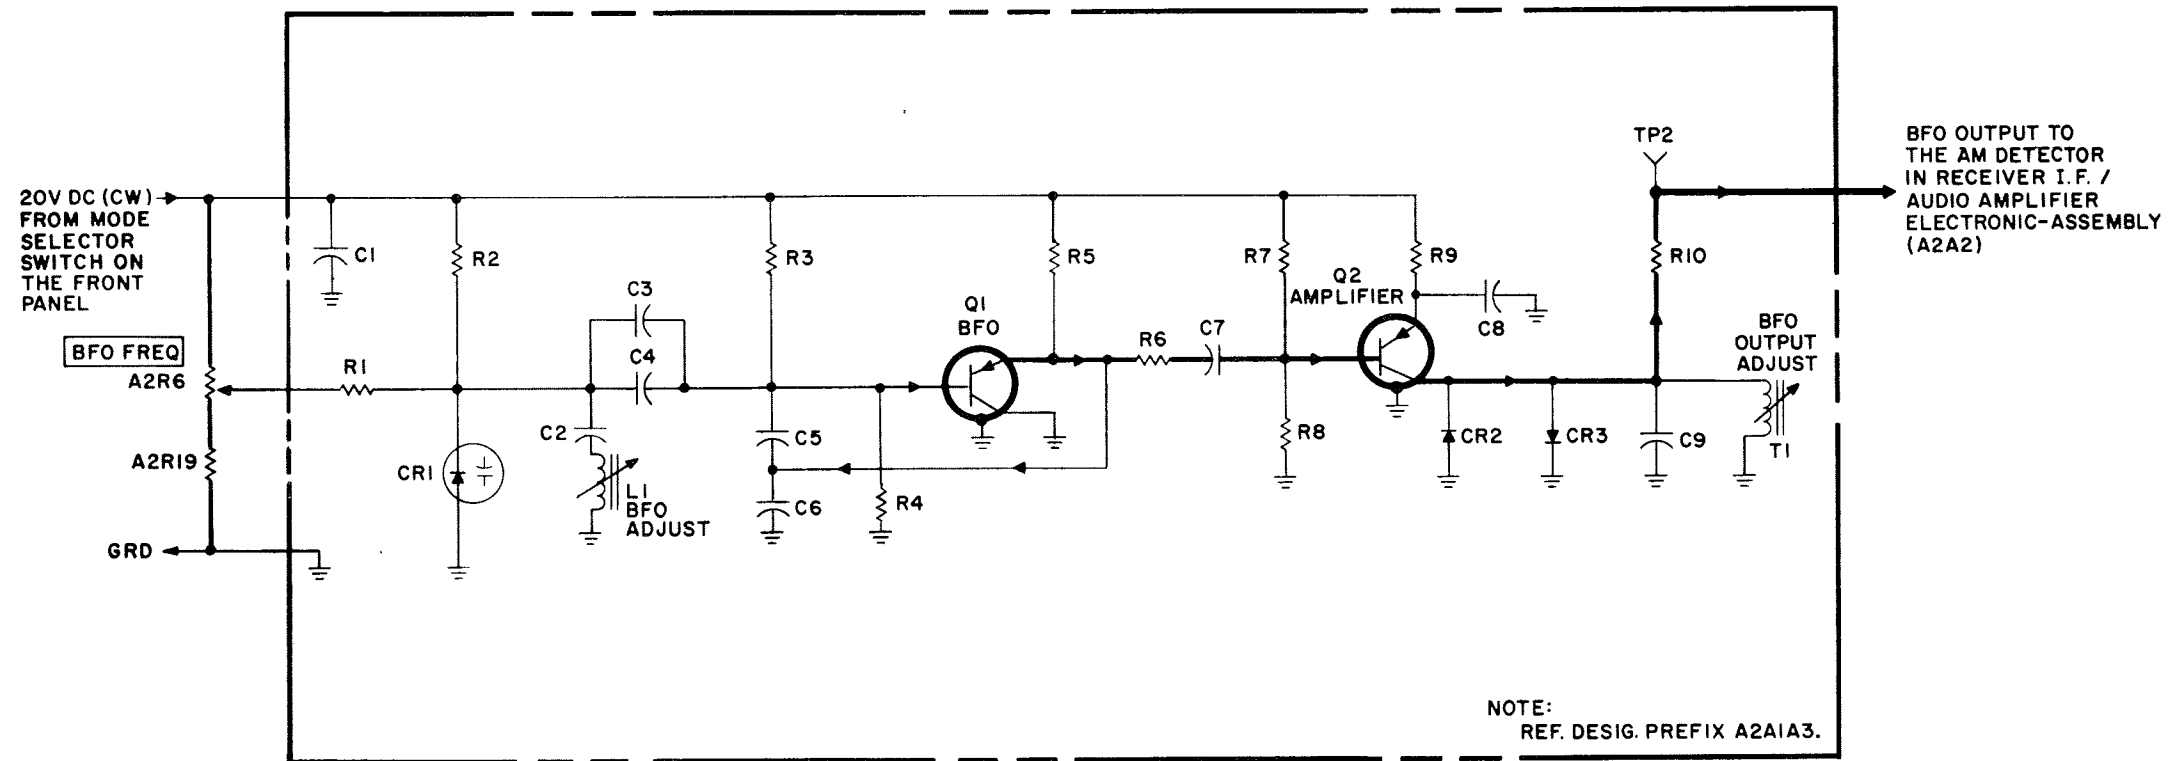 20V DC (CW)
FROM MODE
SELECTOR
SWITCH ON
THE FRONT
PANEL
BFO FREQ
A2R6
A2R19
GRD
C1
R1
R2
CR1
C3
C4
C2
L1
BFO
ADJUST
R3
C5
C6
R4
Q1
BFO
R5
R6
C7
R7
R8
Q2
AMPLIFIER
R9
C8
CR2
CR3
C9
R10
TP2
BFO
OUTPUT
ADJUST
T1
BFO OUTPUT TO
THE AM DETECTOR
IN RECEIVER I.F. /
AUDIO AMPLIFIER
ELECTRONIC-ASSEMBLY
(A2A2)
NOTE:
REF. DESIG. PREFIX A2A1A3.